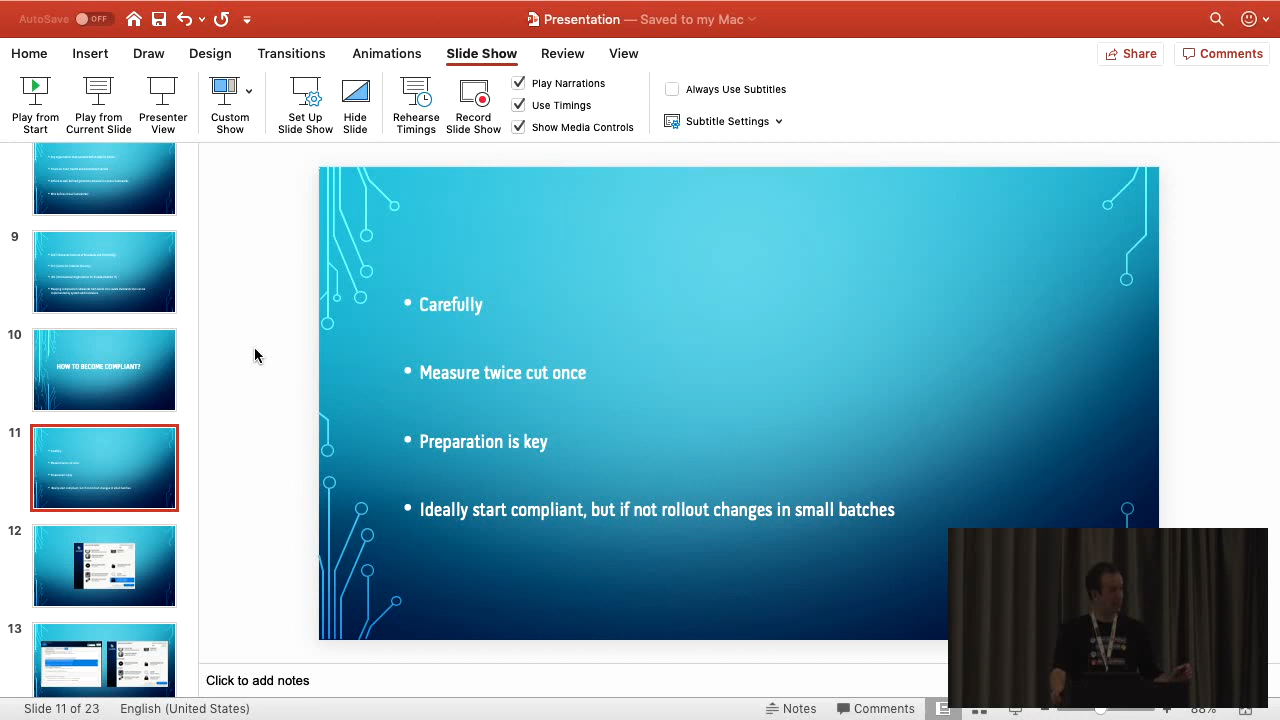 AutoSave OFF
Presentation — Saved to my Mac
Home Insert Draw Design Transitions Animations Slide Show Review View
Share Comments
Play from Start
Play from Current Slide
Presenter View
Custom Show
Set Up Slide Show
Hide Slide
Rehearse Timings
Record Slide Show
Play Narrations
Use Timings
Show Media Controls
Always Use Subtitles
Subtitle Settings
9
10
HOW TO BECOME COMPLIANT?
11
12
13
• Carefully
• Measure twice cut once
• Preparation is key
• Ideally start compliant, but if not rollout changes in small batches
Click to add notes
Slide 11 of 23 English (United States) Notes Comments 88%